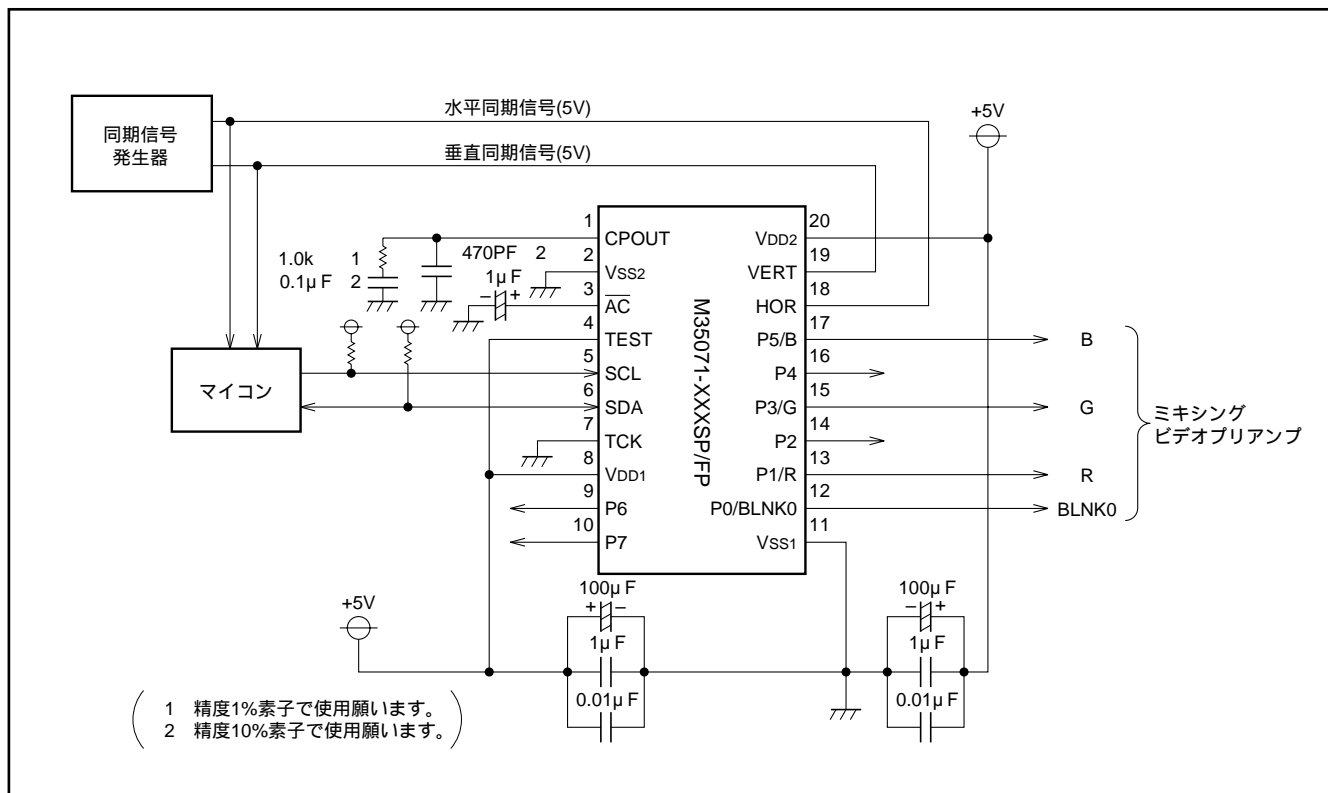 水平同期信号(5V)
+5V
同期信号
発生器
垂直同期信号(5V)
1
CPOUT
2
VSS2
3
AC
4
TEST
5
SCL
6
SDA
7
TCK
8
VDD1
9
P6
10
P7
M35071-XXXSP/FP
20
VDD2
19
VERT
18
HOR
17
P5/B
16
P4
15
P3/G
14
P2
13
P1/R
12
P0/BLNK0
11
VSS1
1.0k 1
0.1μF 2
470PF 2
1μF
− +
マイコン
B
G
R
BLNK0
ミキシング
ビデオプリアンプ
+5V
100μF
+ −
1μF
0.01μF
100μF
− +
1μF
0.01μF
1 精度1%素子で使用願います。
2 精度10%素子で使用願います。